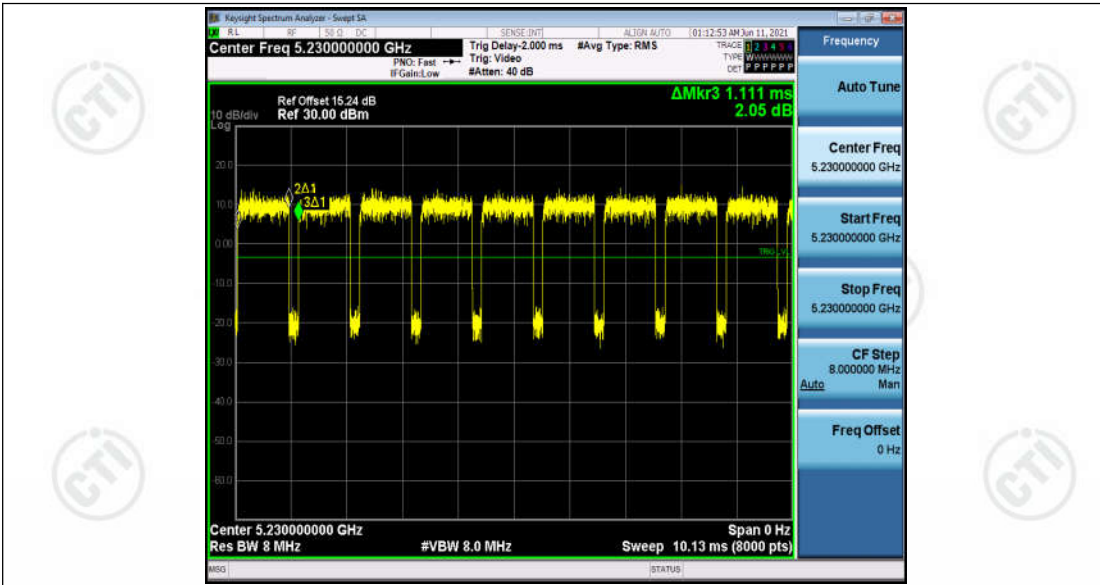 Keysight Spectrum Analyzer - Swept SA
RL RF 50 Ω DC SENSE:INT ALIGN AUTO 01:12:53 AM Jun 11, 2021
Center Freq 5.230000000 GHz
PNO: Fast
IFGain:Low
Trig Delay-2.000 ms
Trig: Video
#Atten: 40 dB
#Avg Type: RMS
TRACE 1 2 3 4 5 6
TYPE
DET P P P P P P
Ref Offset 15.24 dB
Ref 30.00 dBm
10 dB/div
Log
ΔMkr3 1.111 ms
2.05 dB
20.0
10.0
0.00
-10.0
-20.0
-30.0
-40.0
-50.0
-60.0
2Δ1
3Δ1
TRIG LVL
Center 5.230000000 GHz
Span 0 Hz
Res BW 8 MHz
#VBW 8.0 MHz
Sweep 10.13 ms (8000 pts)
MSG
STATUS
Frequency
Auto Tune
Center Freq
5.230000000 GHz
Start Freq
5.230000000 GHz
Stop Freq
5.230000000 GHz
CF Step
8.000000 MHz
Auto Man
Freq Offset
0 Hz
CTI
CTI
CTI
CTI